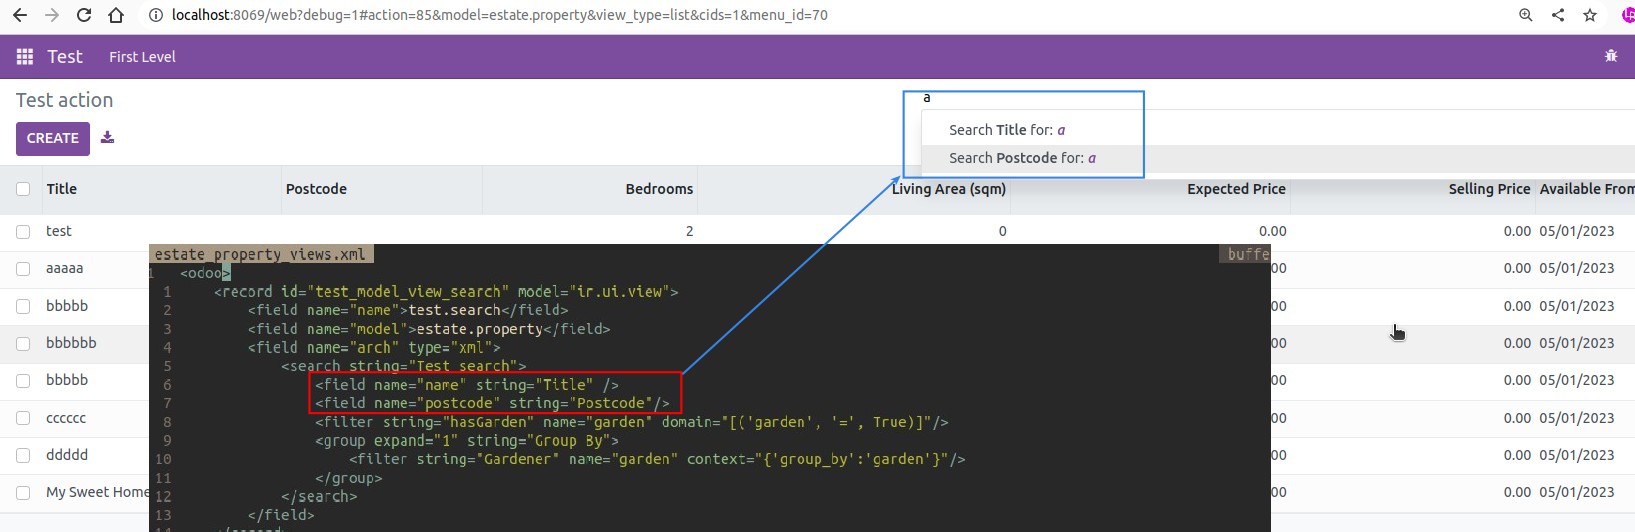 localhost:8069/web?debug=1#action=85&model=estate.property&view_type=list&cids=1&menu_id=70
Test First Level
Test action
a
CREATE
Search Title for: a
Search Postcode for: a
Title Postcode Bedrooms Living Area (sqm) Expected Price Selling Price Available From
test 2 0 0.00 0.00 05/01/2023
aaaaa 00 0.00 05/01/2023
bbbbb 00 0.00 05/01/2023
bbbbbb 00 0.00 05/01/2023
bbbbb 00 0.00 05/01/2023
cccccc 00 0.00 05/01/2023
ddddd 00 0.00 05/01/2023
My Sweet Home 00 0.00 05/01/2023
estate_property_views.xml buffe
1 <odoo>
1 <record id="test_model_view_search" model="ir.ui.view">
2 <field name="name">test.search</field>
3 <field name="model">estate.property</field>
4 <field name="arch" type="xml">
5 <search string="Test search">
6 <field name="name" string="Title" />
7 <field name="postcode" string="Postcode"/>
8 <filter string="hasGarden" name="garden" domain="[('garden', '=', True)]"/>
9 <group expand="1" string="Group By">
10 <filter string="Gardener" name="garden" context="{'group_by':'garden'}"/>
11 </group>
12 </search>
13 </field>